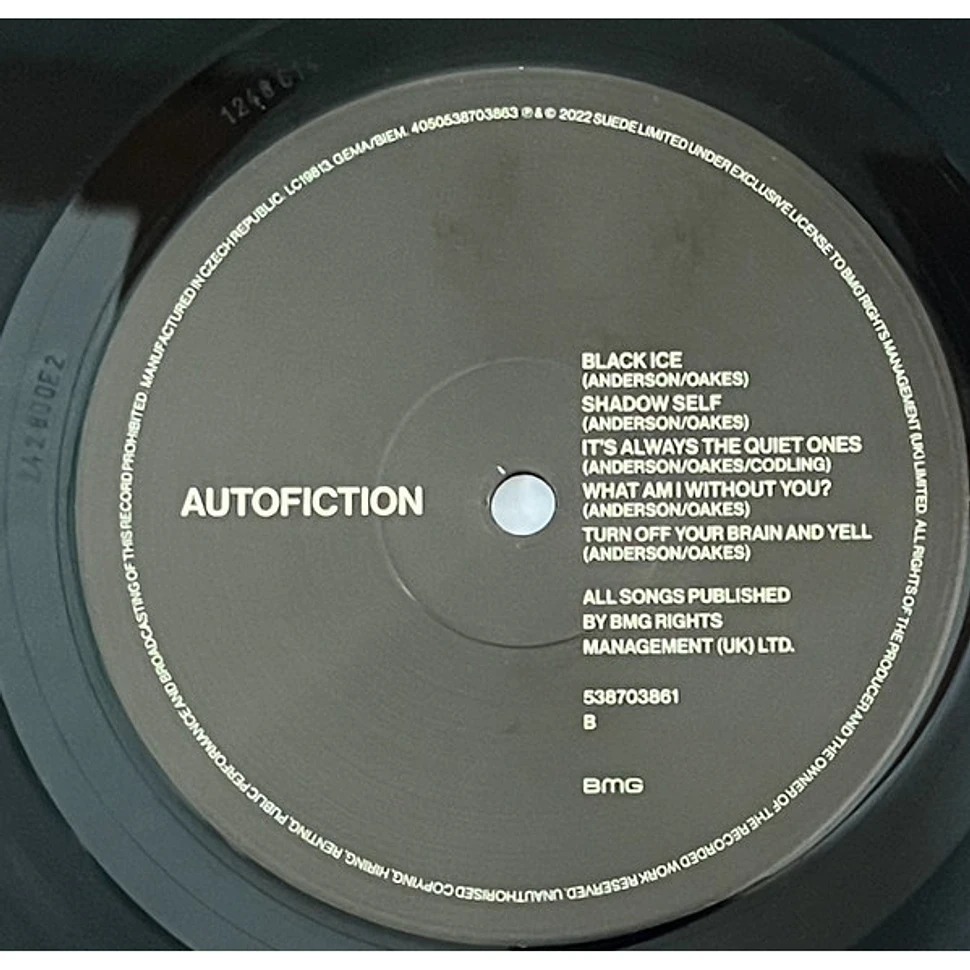 MANUFACTURED IN CZECH REPUBLIC. LC19813. GEMA/BIEM. 4050538703863 ℗ & © 2022 SUEDE LIMITED UNDER EXCLUSIVE LICENSE TO BMG RIGHTS MANAGEMENT (UK) LIMITED. ALL RIGHTS OF THE PRODUCER AND THE OWNER OF THE RECORDED WORK RESERVED. UNAUTHORISED COPYING, HIRING, RENTING, PUBLIC PERFORMANCE AND BROADCASTING OF THIS RECORD PROHIBITED.
AUTOFICTION
BLACK ICE
(ANDERSON/OAKES)
SHADOW SELF
(ANDERSON/OAKES)
IT'S ALWAYS THE QUIET ONES
(ANDERSON/OAKES/CODLING)
WHAT AM I WITHOUT YOU?
(ANDERSON/OAKES)
TURN OFF YOUR BRAIN AND YELL
(ANDERSON/OAKES)
ALL SONGS PUBLISHED
BY BMG RIGHTS
MANAGEMENT (UK) LTD.
538703861
B
BMG